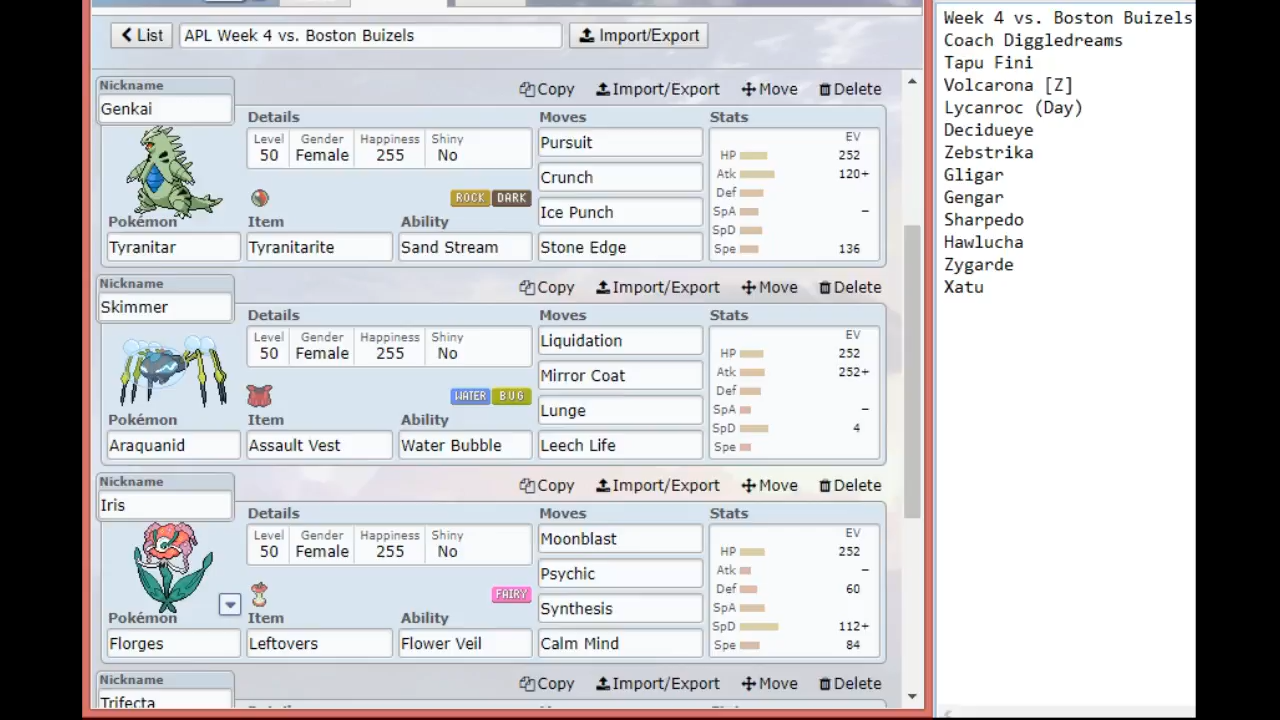 List
APL Week 4 vs. Boston Buizels
Import/Export
Nickname
Genkai
Copy Import/Export Move Delete
Details
Level Gender Happiness Shiny
50 Female 255 No
ROCK DARK
Pokémon Item Ability
Tyranitar Tyranitarite Sand Stream
Moves
Pursuit
Crunch
Ice Punch
Stone Edge
Stats
EV
HP 252
Atk 120+
Def
SpA –
SpD
Spe 136
Nickname
Skimmer
Copy Import/Export Move Delete
Details
Level Gender Happiness Shiny
50 Female 255 No
WATER BUG
Pokémon Item Ability
Araquanid Assault Vest Water Bubble
Moves
Liquidation
Mirror Coat
Lunge
Leech Life
Stats
EV
HP 252
Atk 252+
Def
SpA –
SpD 4
Spe
Nickname
Iris
Copy Import/Export Move Delete
Details
Level Gender Happiness Shiny
50 Female 255 No
FAIRY
Pokémon Item Ability
Florges Leftovers Flower Veil
Moves
Moonblast
Psychic
Synthesis
Calm Mind
Stats
EV
HP 252
Atk –
Def 60
SpA
SpD 112+
Spe 84
Nickname
Trifecta
Copy Import/Export Move Delete
Week 4 vs. Boston Buizels
Coach Diggledreams
Tapu Fini
Volcarona [Z]
Lycanroc (Day)
Decidueye
Zebstrika
Gligar
Gengar
Sharpedo
Hawlucha
Zygarde
Xatu